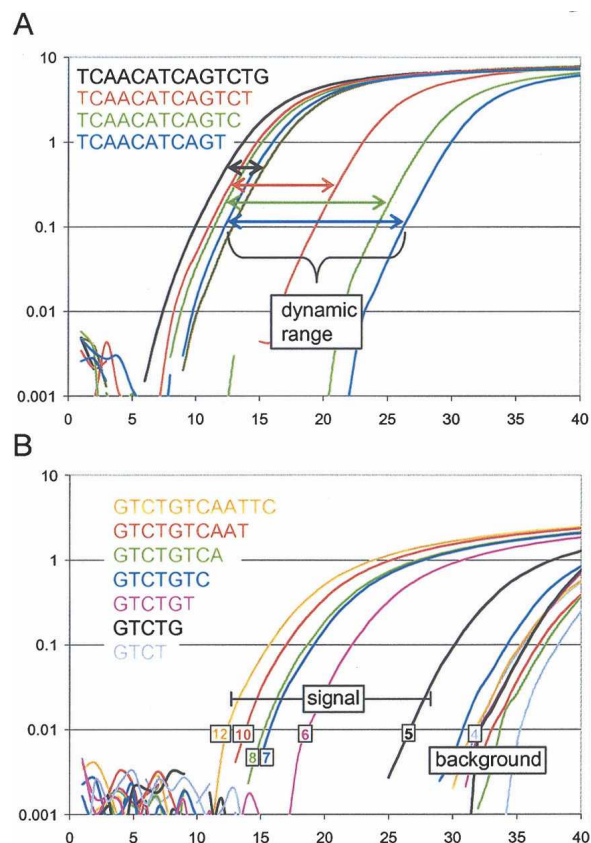 A
10
1
0.1
0.01
0.001
TCAACATCAGTCTG
TCAACATCAGTCT
TCAACATCAGTC
TCAACATCAGT
dynamic
range
0 5 10 15 20 25 30 35 40
B
10
1
0.1
0.01
0.001
GTCTGTCAATTC
GTCTGTCAAT
GTCTGTCA
GTCTGTC
GTCTGT
GTCTG
GTCT
signal
12 10 6 5 4
8 7
background
0 5 10 15 20 25 30 35 40